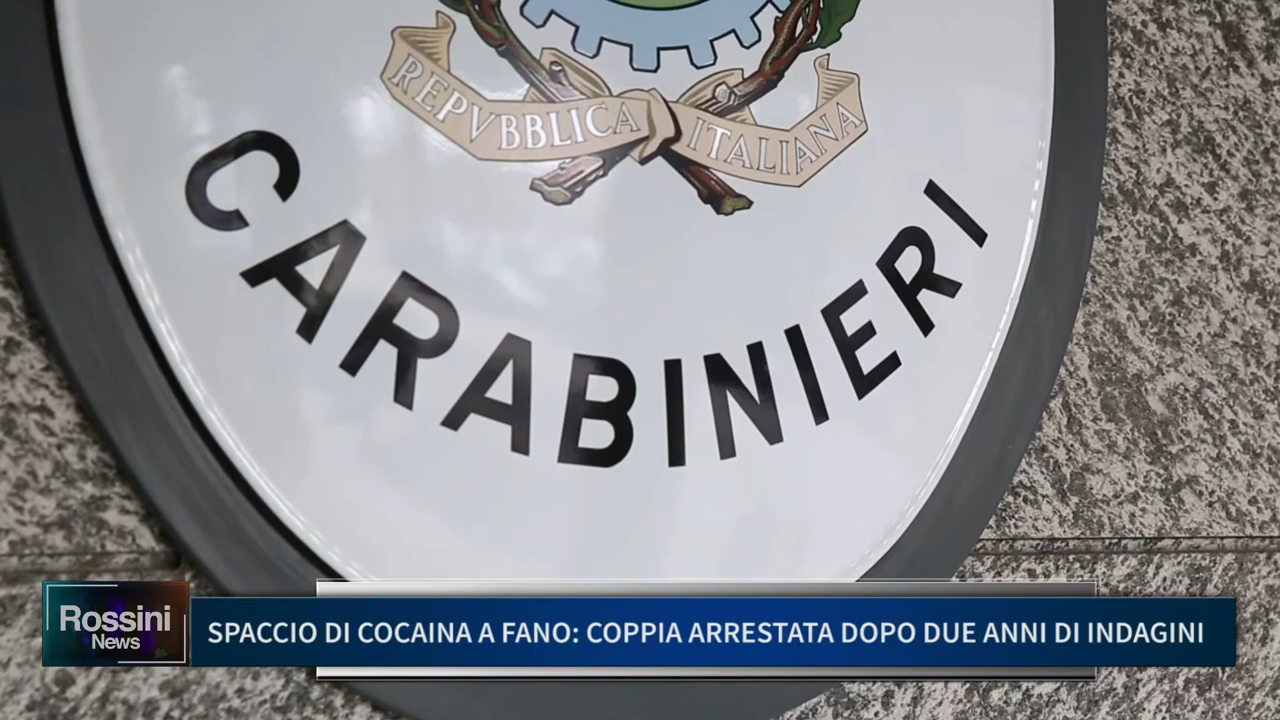 REPVBBLICA ITALIANA
CARABINIERI
Rossini
News
SPACCIO DI COCAINA A FANO: COPPIA ARRESTATA DOPO DUE ANNI DI INDAGINI